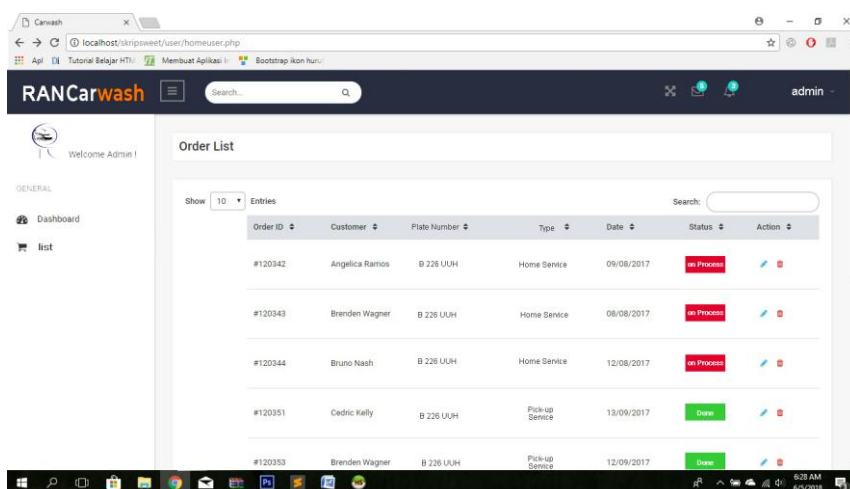 Carwash
localhost/skripsweet/user/homeuser.php
Apl Tutorial Belajar HTM Membuat Aplikasi Bootstrap ikon huru
RANCarwash Search... admin
Welcome Admin !
Order List
GENERAL
Dashboard
list
Show 10 Entries Search:
Order ID Customer Plate Number Type Date Status Action
#120342 Angelica Ramos B 226 UUH Home Service 09/08/2017 on Process
#120343 Brenden Wagner B 226 UUH Home Service 08/08/2017 on Process
#120344 Bruno Nash B 226 UUH Home Service 12/08/2017 on Process
#120351 Cedric Kelly B 226 UUH Pick-up Service 13/09/2017 Done
#120353 Brenden Wagner B 226 UUH Pick-up Service 12/09/2017 Done
6:28 AM
6/5/2018